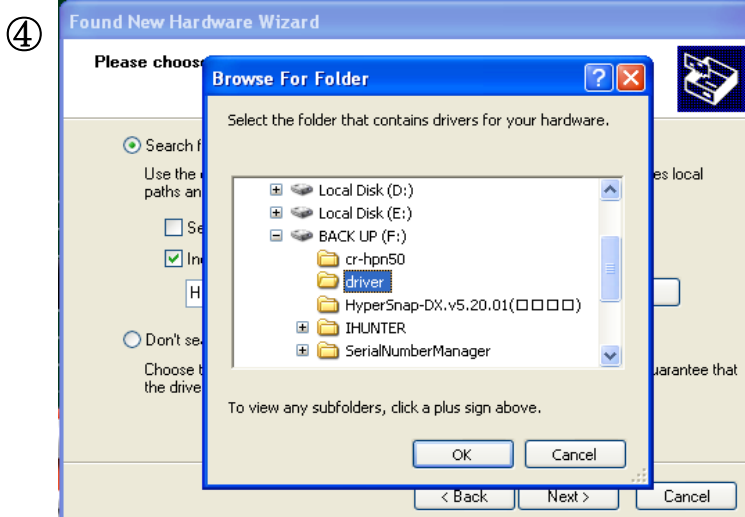 ④
Found New Hardware Wizard
Please choose
Browse For Folder
Select the folder that contains drivers for your hardware.
Search
Use the
es local
paths an
Local Disk (D:)
Local Disk (E:)
BACK UP (F:)
cr-hpn50
driver
HyperSnap-DX.v5.20.01(□□□□)
IHUNTER
SerialNumberManager
H
Don't se
Choose
uarantee that
the drive
To view any subfolders, click a plus sign above.
OK
Cancel
< Back
Next >
Cancel